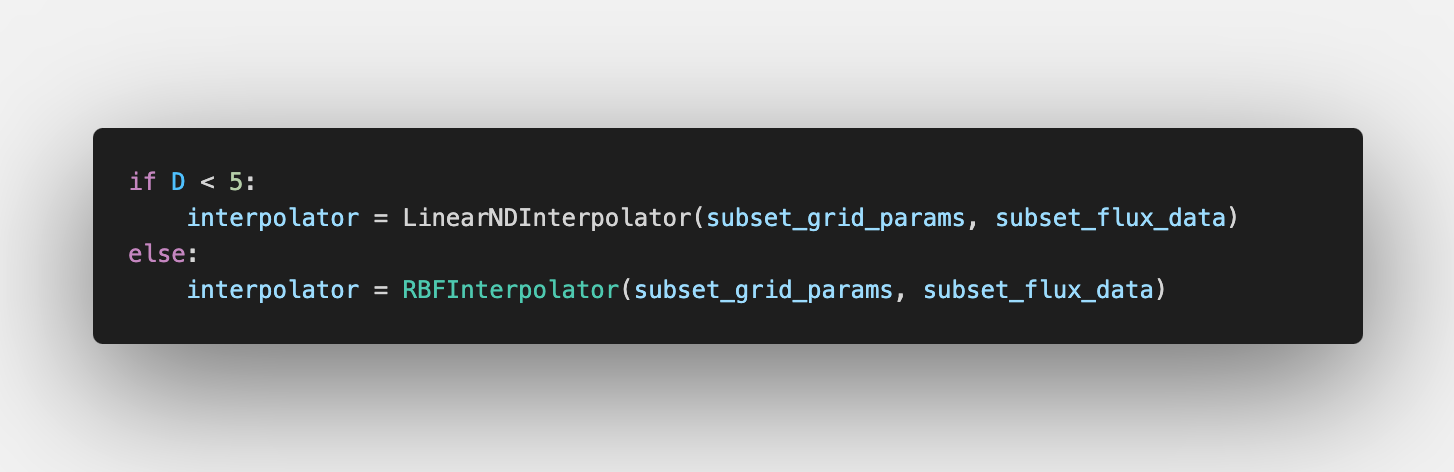 if D < 5:
    interpolator = LinearNDInterpolator(subset_grid_params, subset_flux_data)
else:
    interpolator = RBFInterpolator(subset_grid_params, subset_flux_data)